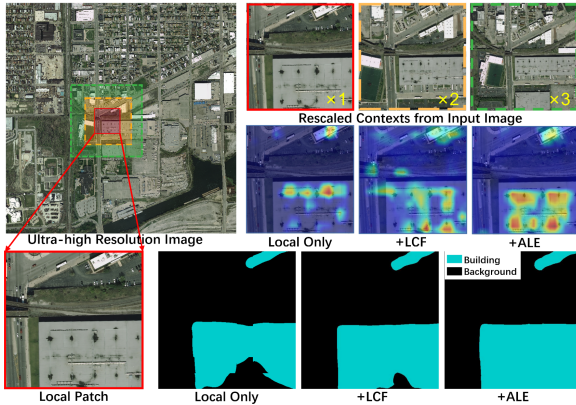 ×1
×2
×3
Rescaled Contexts from Input Image
Ultra-high Resolution Image
Local Only
+LCF
+ALE
Building
Background
Local Patch
Local Only
+LCF
+ALE